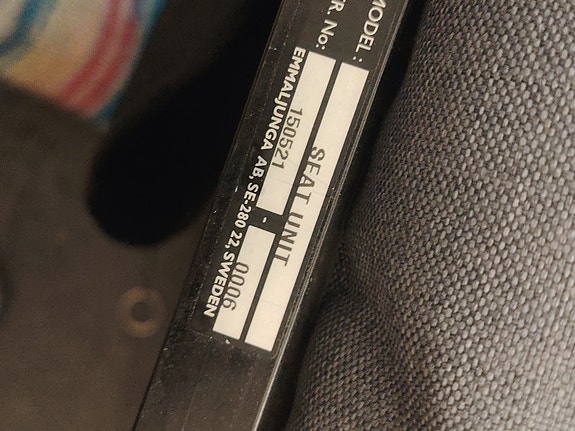 MODEL: SEAT UNIT
R. No: 150521 - 0006
EMMALJUNGA AB, SE-280 22, SWEDEN